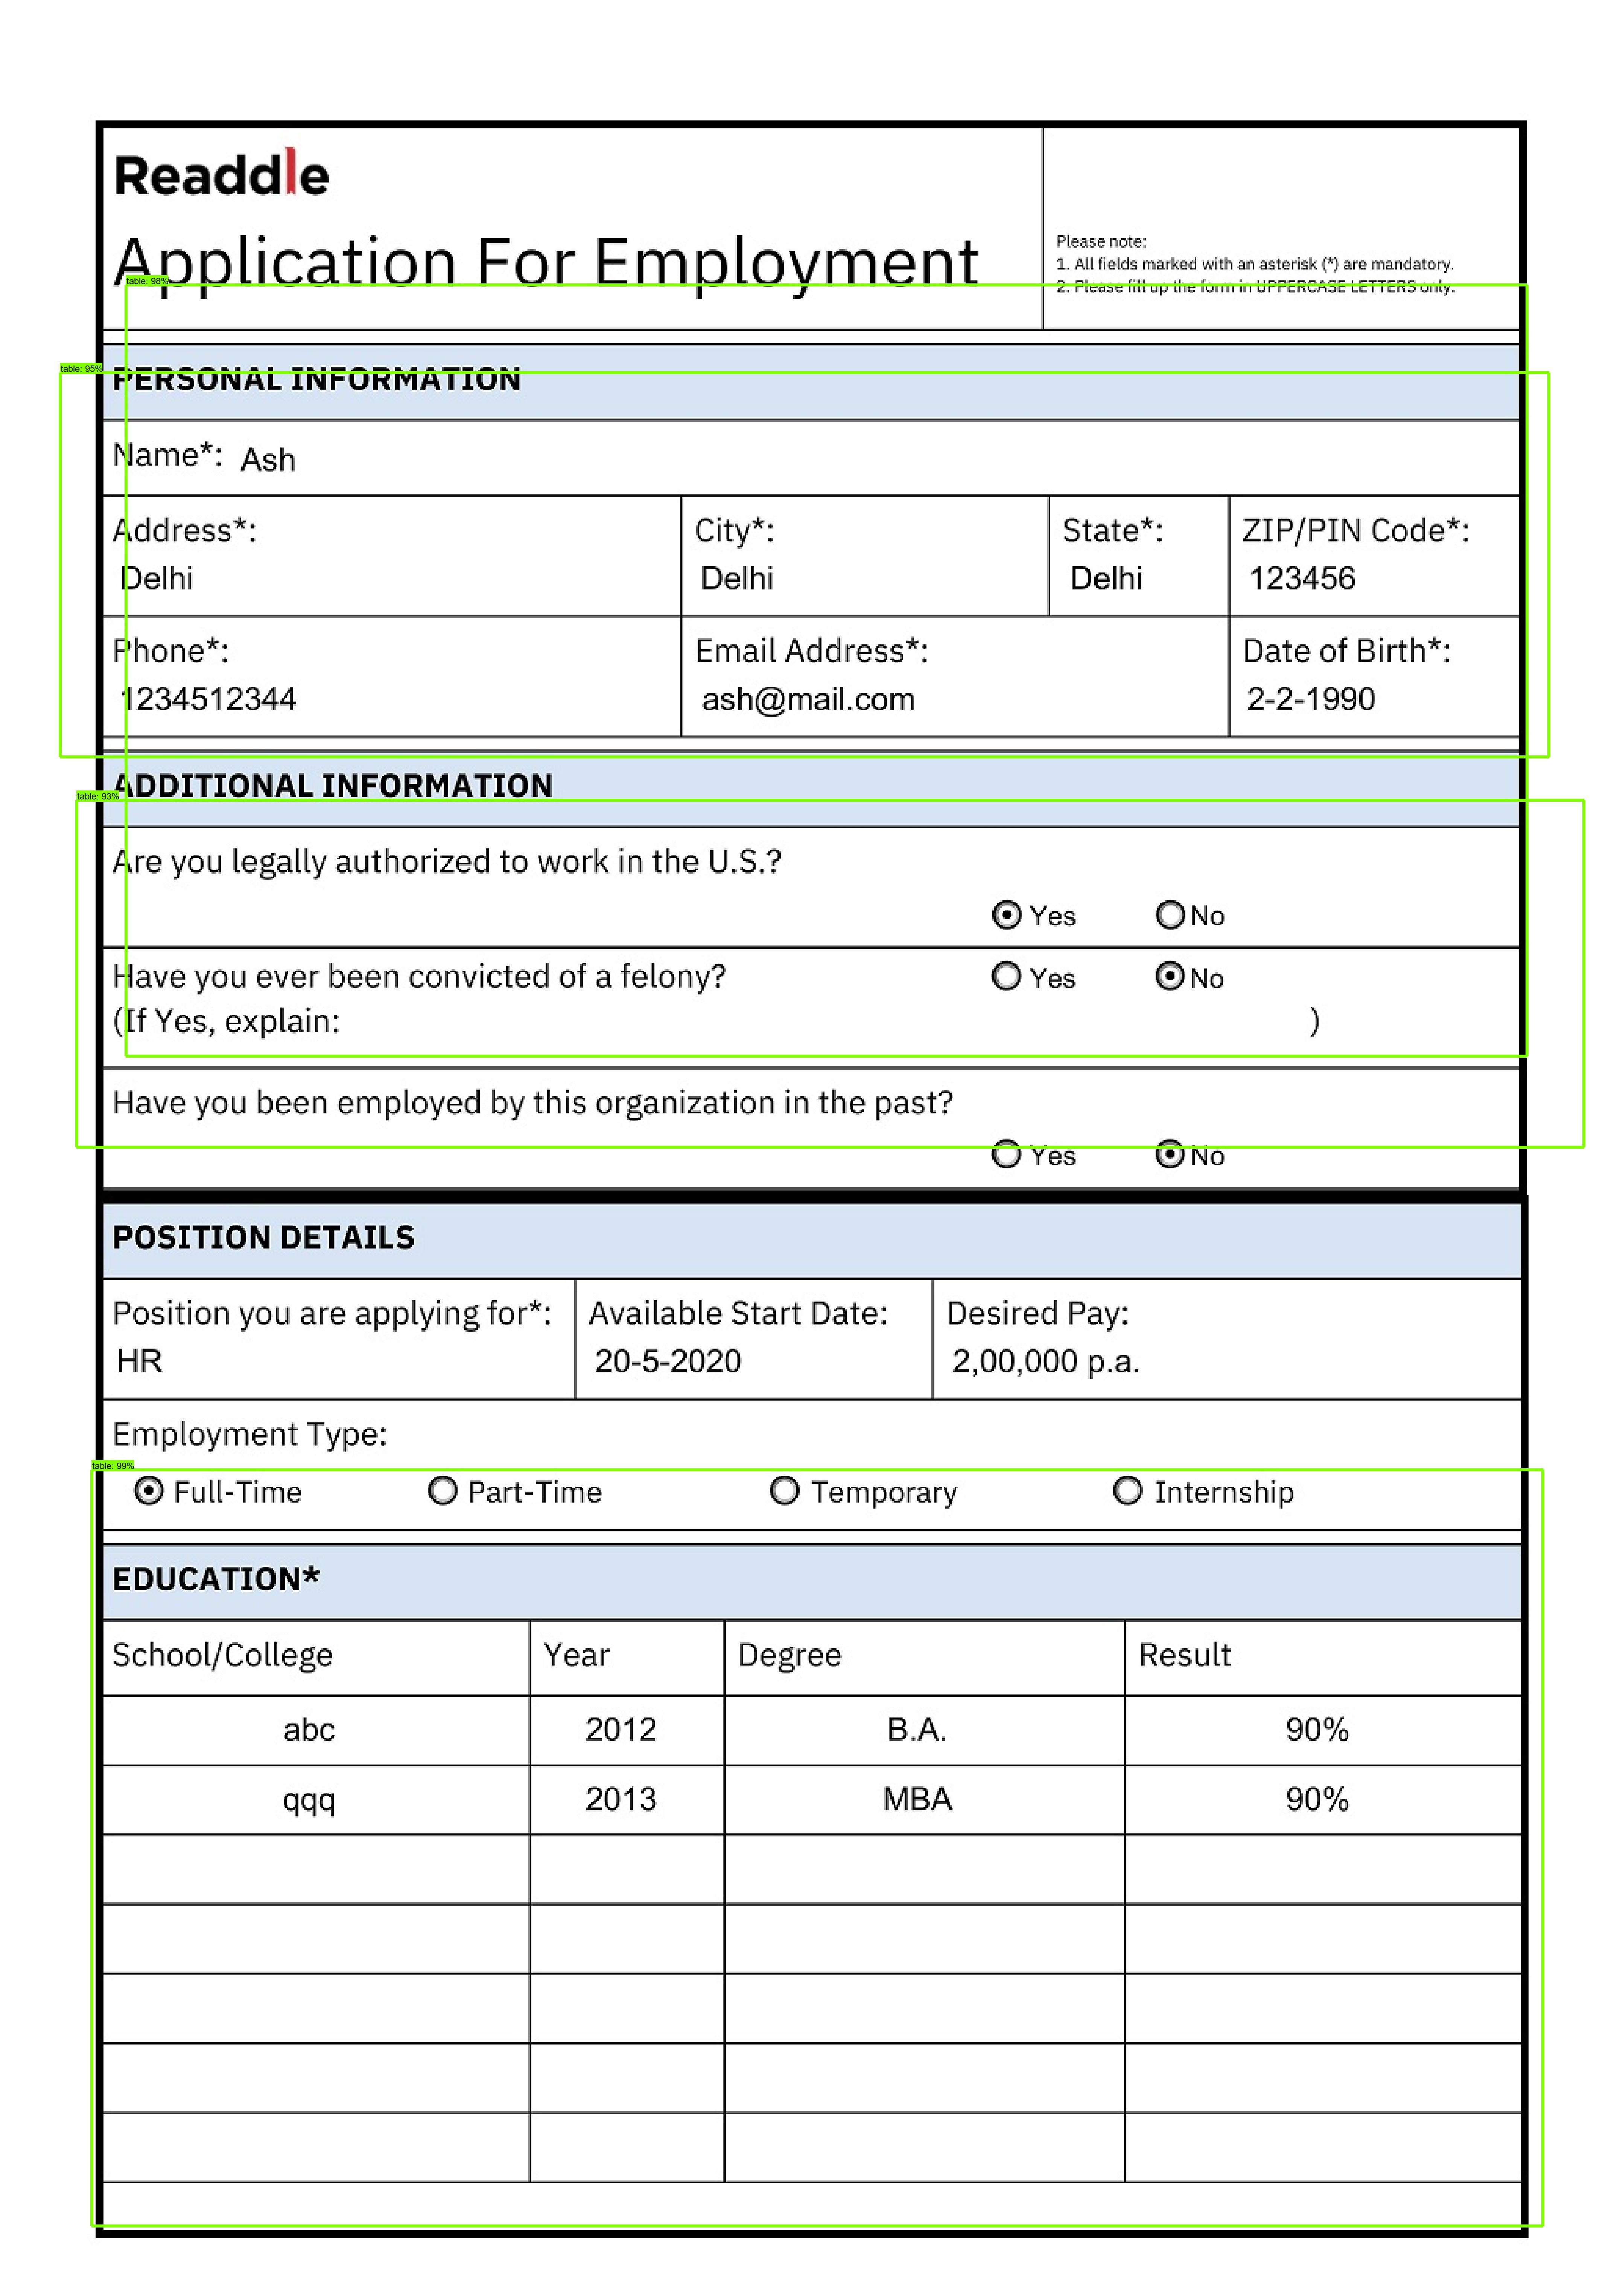 Readdle
Application For Employment
Please note:
1. All fields marked with an asterisk (*) are mandatory.
2. Please fill up the form in UPPERCASE LETTERS only.
table: 98%
table: 95%
PERSONAL INFORMATION
Name*: Ash
Address*: City*: State*: ZIP/PIN Code*:
Delhi Delhi Delhi 123456
Phone*: Email Address*: Date of Birth*:
1234512344 ash@mail.com 2-2-1990
ADDITIONAL INFORMATION
table: 93%
Are you legally authorized to work in the U.S.?
Yes No
Have you ever been convicted of a felony? Yes No
(If Yes, explain: )
Have you been employed by this organization in the past?
Yes No
POSITION DETAILS
Position you are applying for*: Available Start Date: Desired Pay:
HR 20-5-2020 2,00,000 p.a.
Employment Type:
table: 99%
Full-Time Part-Time Temporary Internship
EDUCATION*
School/College Year Degree Result
abc 2012 B.A. 90%
qqq 2013 MBA 90%